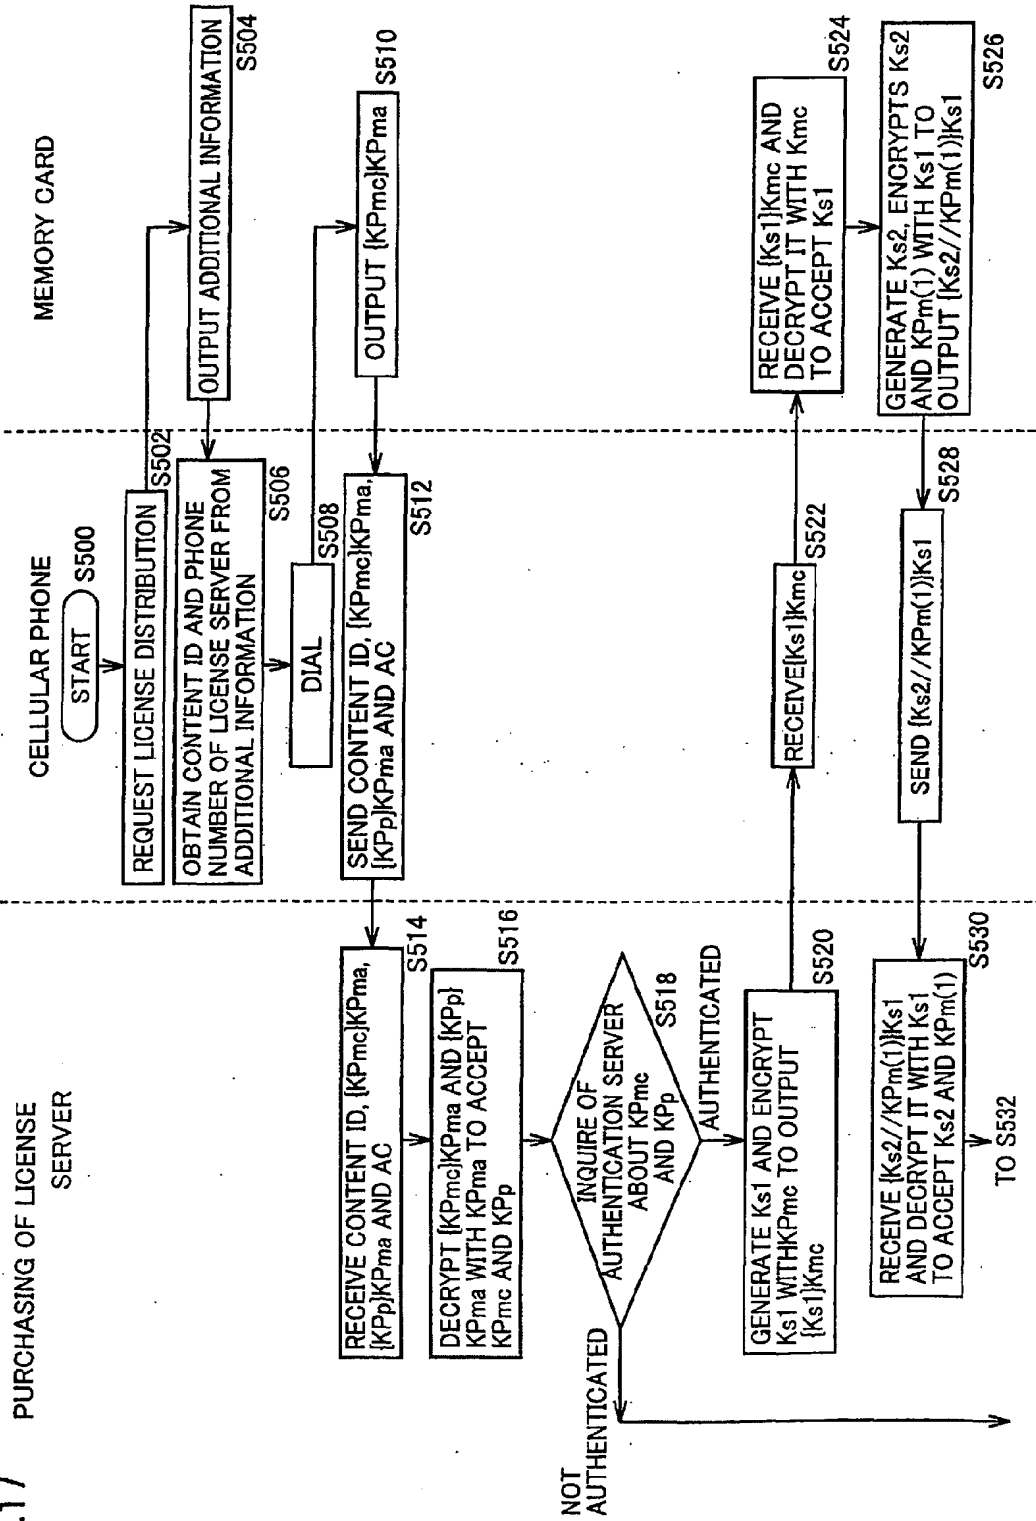 .17
PURCHASING OF LICENSE
SERVER
CELLULAR PHONE
MEMORY CARD
START
S500
REQUEST LICENSE DISTRIBUTION
S502
OUTPUT ADDITIONAL INFORMATION
S504
OBTAIN CONTENT ID AND PHONE
NUMBER OF LICENSE SERVER FROM
ADDITIONAL INFORMATION
S506
DIAL
S508
OUTPUT {KPmc}KPma
S510
SEND CONTENT ID, {KPmc}KPma,
{KPp}KPma AND AC
S512
RECEIVE CONTENT ID, {KPmc}KPma,
{KPp}KPma AND AC
S514
DECRYPT {KPmc}KPma AND {KPp}
KPma WITH KPma TO ACCEPT
KPmc AND KPp
S516
INQUIRE OF
AUTHENTICATION SERVER
ABOUT KPmc
AND KPp
S518
NOT
AUTHENTICATED
AUTHENTICATED
GENERATE Ks1 AND ENCRYPT
Ks1 WITHKPmc TO OUTPUT
{Ks1}Kmc
S520
RECEIVE{Ks1}Kmc
S522
RECEIVE {Ks1}Kmc AND
DECRYPT IT WITH Kmc
TO ACCEPT Ks1
S524
GENERATE Ks2, ENCRYPTS Ks2
AND KPm(1) WITH Ks1 TO
OUTPUT {Ks2//KPm(1)}Ks1
S526
SEND {Ks2//KPm(1)}Ks1
S528
RECEIVE {Ks2//KPm(1)}Ks1
AND DECRYPT IT WITH Ks1
TO ACCEPT Ks2 AND KPm(1)
S530
TO S532